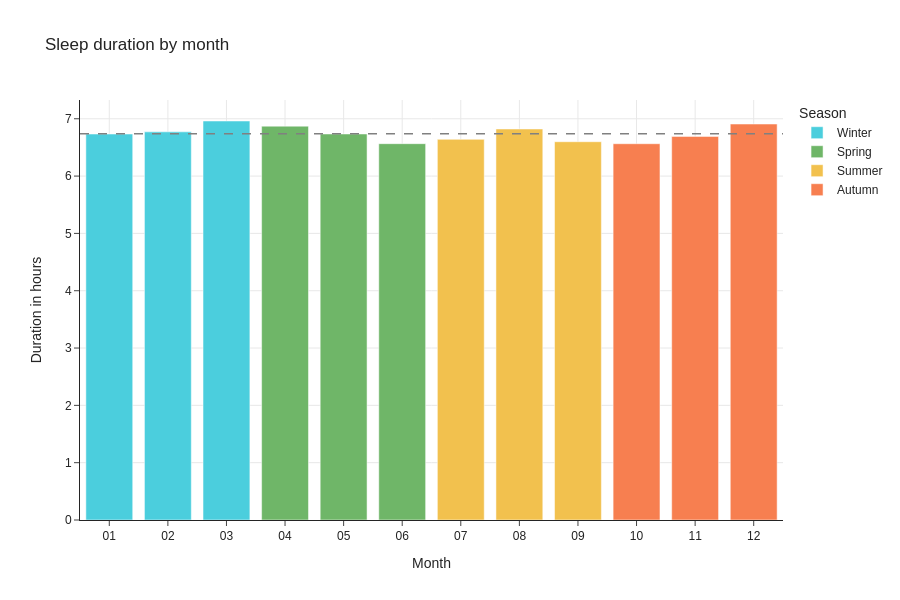 Sleep duration by month
Season
Winter
Spring
Summer
Autumn
Duration in hours
7
6
5
4
3
2
1
0
01 02 03 04 05 06 07 08 09 10 11 12
Month